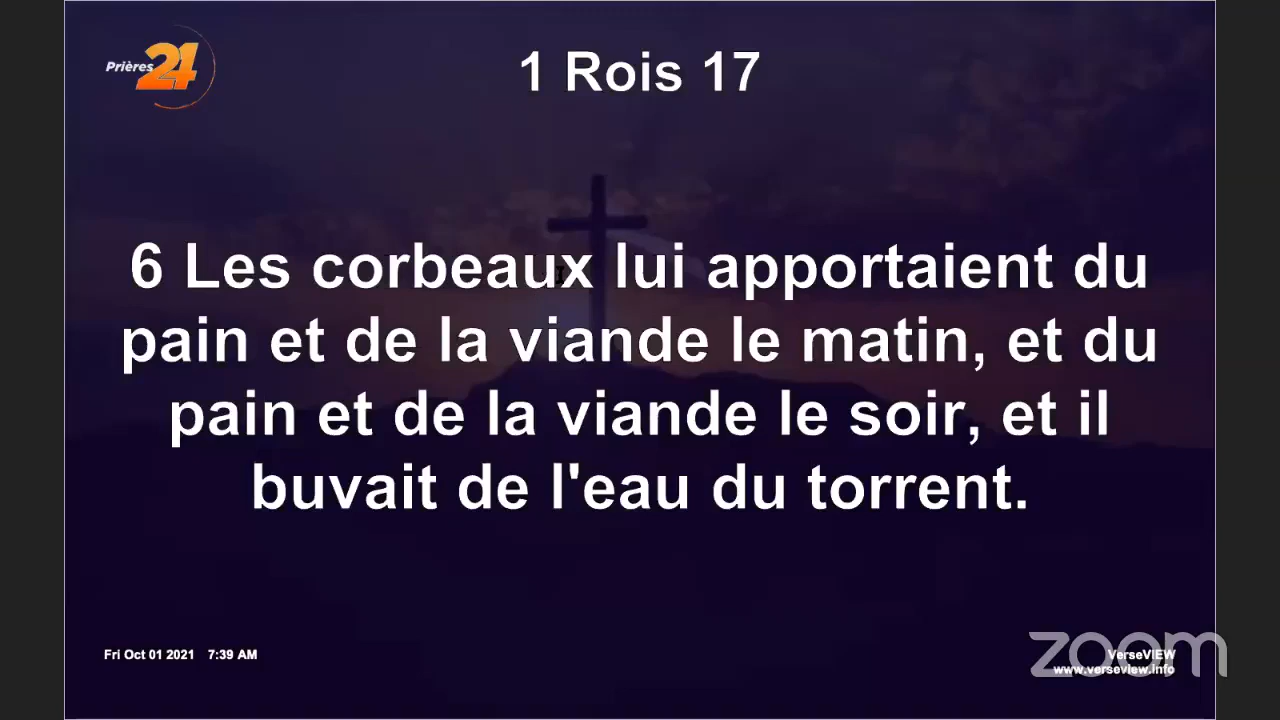 Prières 24
1 Rois 17
6 Les corbeaux lui apportaient du
pain et de la viande le matin, et du
pain et de la viande le soir, et il
buvait de l'eau du torrent.
Fri Oct 01 2021 7:39 AM
VerseVIEW
www.verseview.info
zoom